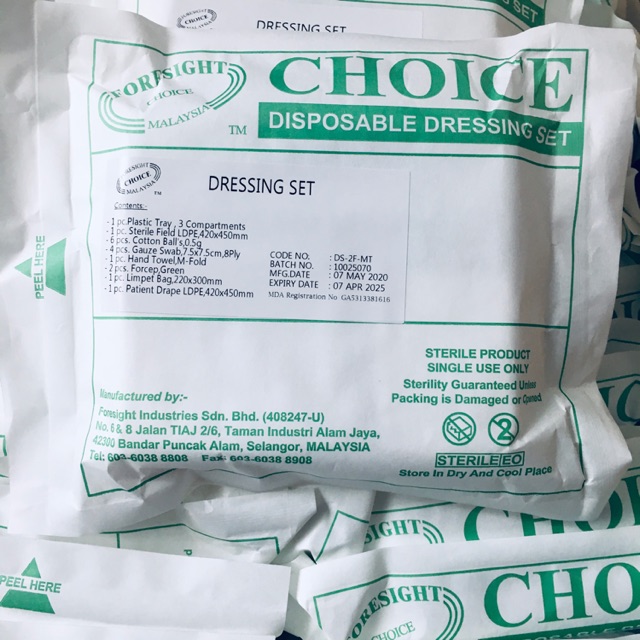 DRESSING SET
FORESIGHT
CHOICE
MALAYSIA
TM
CHOICE
DISPOSABLE DRESSING SET
FORESIGHT
CHOICE
MALAYSIA
TM
DRESSING SET
Contents:-
- 1 pc.Plastic Tray , 3 Compartments
- 1 pc. Sterile Field LDPE,420x450mm
- 6 pcs. Cotton Ball's,0.5g
- 4 pcs. Gauze Swab,7.5x7.5cm,8Ply
- 1 pc. Hand Towel,M-Fold
- 2 pcs. Forcep,Green
- 1 pc. Limpet Bag,220x300mm
- 1 pc. Patient Drape LDPE,420x450mm
CODE NO. : DS-2F-MT
BATCH NO. : 10025070
MFG.DATE : 07 MAY 2020
EXPIRY DATE : 07 APR 2025
MDA Registration No GA5313381616
PEEL HERE
STERILE PRODUCT
SINGLE USE ONLY
Sterility Guaranteed Unless
Packing is Damaged or Opened
2
STERILE EO
Store In Dry And Cool Place
Manufactured by:-
Foresight Industries Sdn. Bhd. (408247-U)
No. 6 & 8 Jalan TIAJ 2/6, Taman Industri Alam Jaya,
42300 Bandar Puncak Alam, Selangor, MALAYSIA
Tel: 603-6038 8808 Fax: 603-6038 8908
PEEL HERE
FORESIGHT
CHOICE
CHO